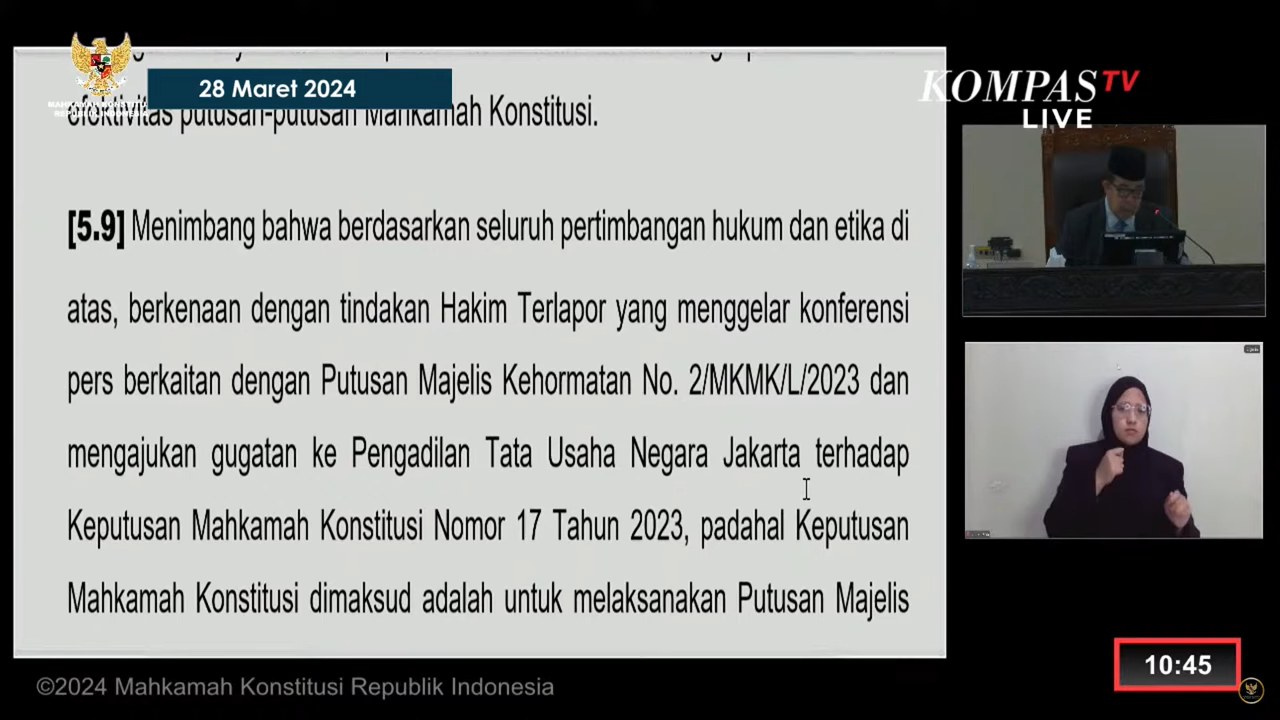 28 Maret 2024
KOMPAS TV
LIVE
efektivitas putusan-putusan Mahkamah Konstitusi.
[5.9] Menimbang bahwa berdasarkan seluruh pertimbangan hukum dan etika di
atas, berkenaan dengan tindakan Hakim Terlapor yang menggelar konferensi
pers berkaitan dengan Putusan Majelis Kehormatan No. 2/MKMK/L/2023 dan
mengajukan gugatan ke Pengadilan Tata Usaha Negara Jakarta terhadap
Keputusan Mahkamah Konstitusi Nomor 17 Tahun 2023, padahal Keputusan
Mahkamah Konstitusi dimaksud adalah untuk melaksanakan Putusan Majelis
10:45
©2024 Mahkamah Konstitusi Republik Indonesia